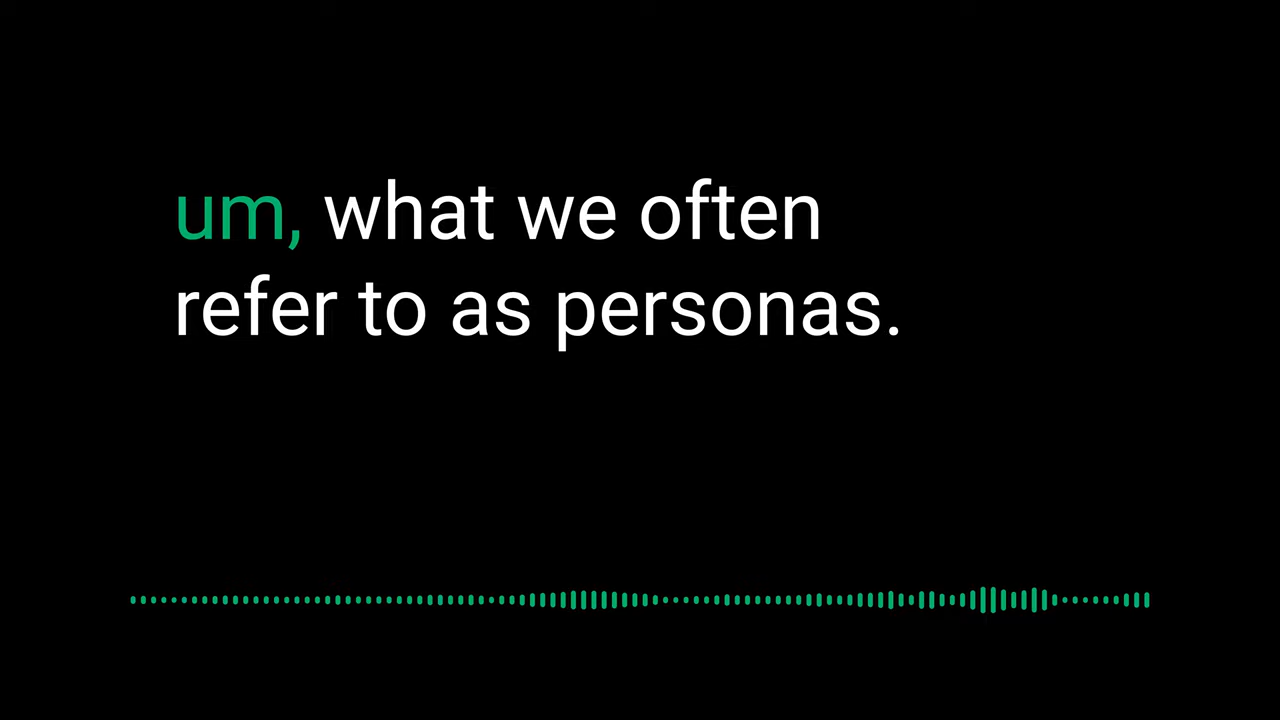 um, what we often
refer to as personas.